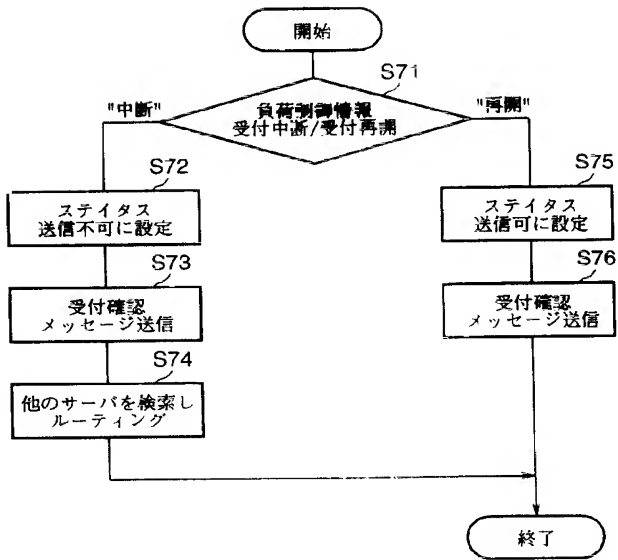 開始
S71
"中断"
負荷制御情報
受付中断/受付再開
"再開"
S72
ステイタス
送信不可に設定
S75
ステイタス
送信可に設定
S73
受付確認
メッセージ送信
S76
受付確認
メッセージ送信
S74
他のサーバを検索し
ルーティング
終了